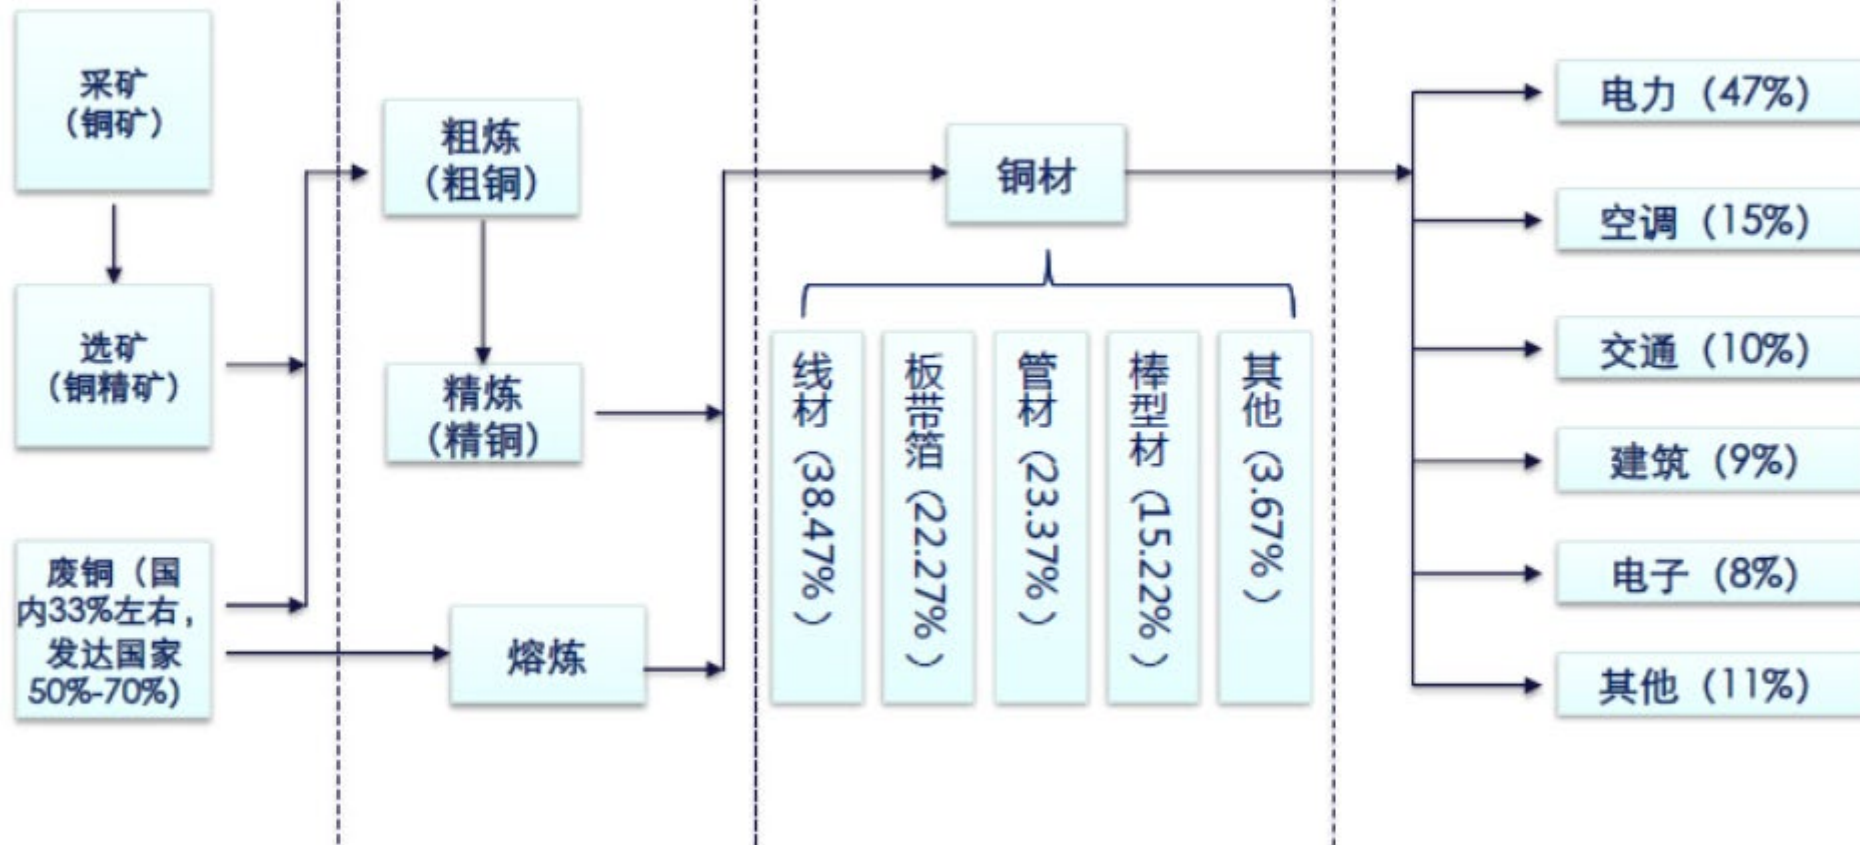 采矿
（铜矿）
选矿
（铜精矿）
废铜（国
内33%左右，
发达国家
50%-70%)
粗炼
（粗铜）
精炼
（精铜）
熔炼
铜材
线材（38.47%）
板带箔（22.27%）
管材（23.37%）
棒型材（15.22%）
其他（3.67%）
电力（47%）
空调（15%）
交通（10%）
建筑（9%）
电子（8%）
其他（11%）